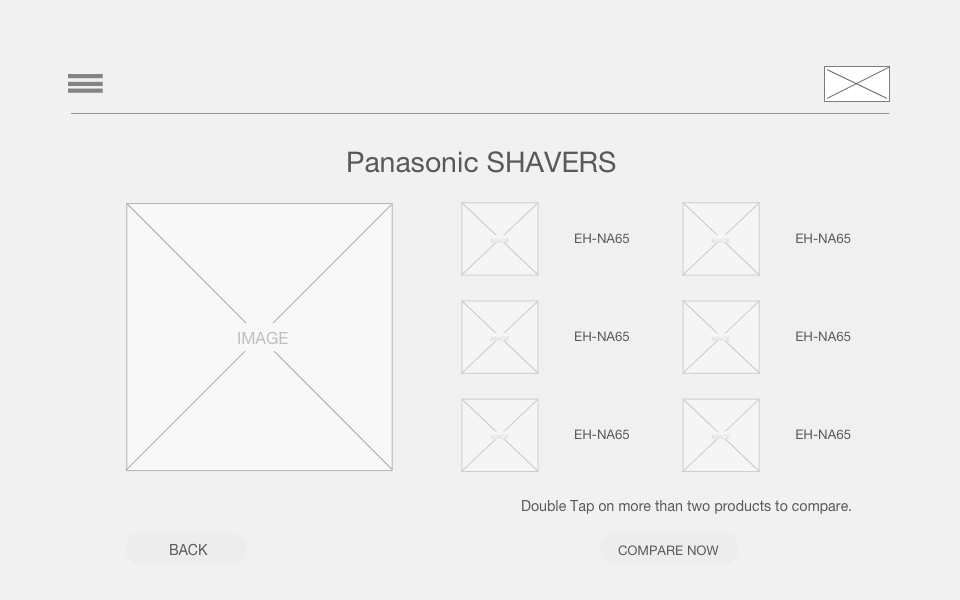 Panasonic SHAVERS
IMAGE
EH-NA65
EH-NA65
EH-NA65
EH-NA65
EH-NA65
EH-NA65
Double Tap on more than two products to compare.
BACK
COMPARE NOW